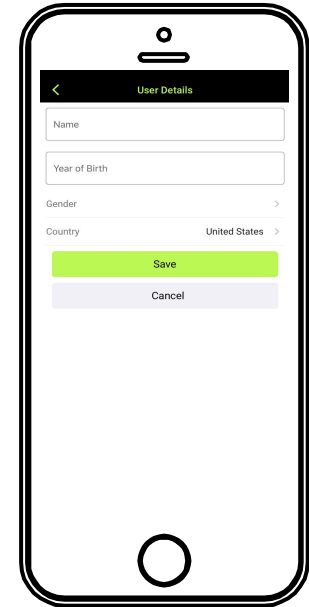 User Details
Name
Year of Birth
Gender
Country United States
Save
Cancel